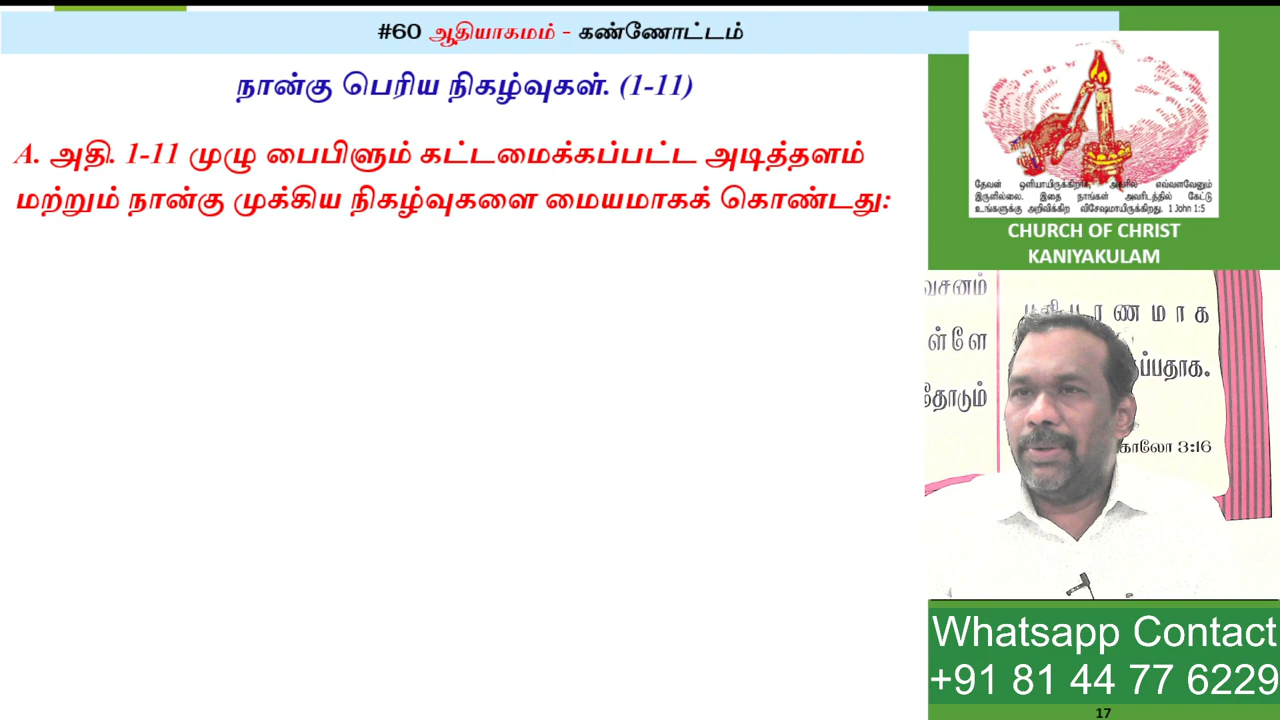 #60 ஆதியாகமம் - கண்ணோட்டம்
நான்கு பெரிய நிகழ்வுகள். (1-11)
A. அதி. 1-11 முழு பைபிளும் கட்டமைக்கப்பட்ட அடித்தளம்
மற்றும் நான்கு முக்கிய நிகழ்வுகளை மையமாகக் கொண்டது:
தேவன் ஒளியாயிருக்கிறார், அவரில் எவ்வளவேனும்
இருளில்லை. இதை நாங்கள் அவரிடத்தில் கேட்டு
உங்களுக்கு அறிவிக்கிற விசேஷமாயிருக்கிறது. 1 John 1:5
CHURCH OF CHRIST
KANIYAKULAM
வசனம்
ரணமாக
ள்ளே
ப்பதாக.
தோடும்
காலோ 3:16
Whatsapp Contact
+91 81 44 77 6229
17